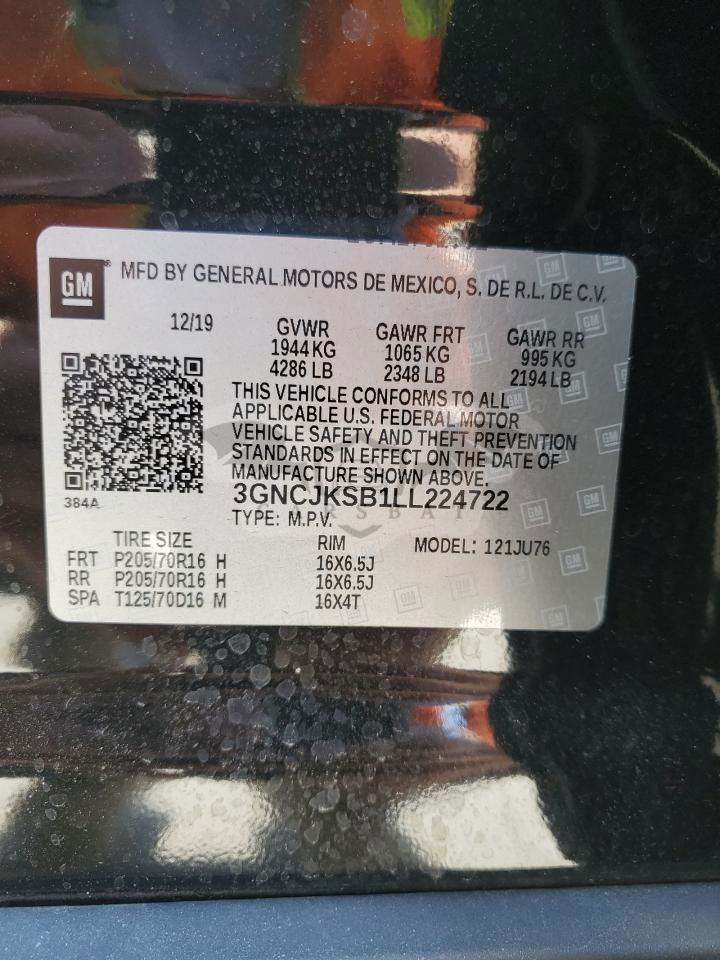 GM® MFD BY GENERAL MOTORS DE MEXICO, S. DE R.L. DE C.V.
12/19 GVWR GAWR FRT GAWR RR
1944 KG 1065 KG 995 KG
4286 LB 2348 LB 2194 LB
THIS VEHICLE CONFORMS TO ALL
APPLICABLE U.S. FEDERAL MOTOR
VEHICLE SAFETY AND THEFT PREVENTION
STANDARDS IN EFFECT ON THE DATE OF
MANUFACTURE SHOWN ABOVE.
384A 3GNCJKSB1LL224722
CARSBAT
TYPE: M.P.V.
TIRE SIZE RIM MODEL: 121JU76
FRT P205/70R16 H 16X6.5J
RR P205/70R16 H 16X6.5J
SPA T125/70D16 M 16X4T